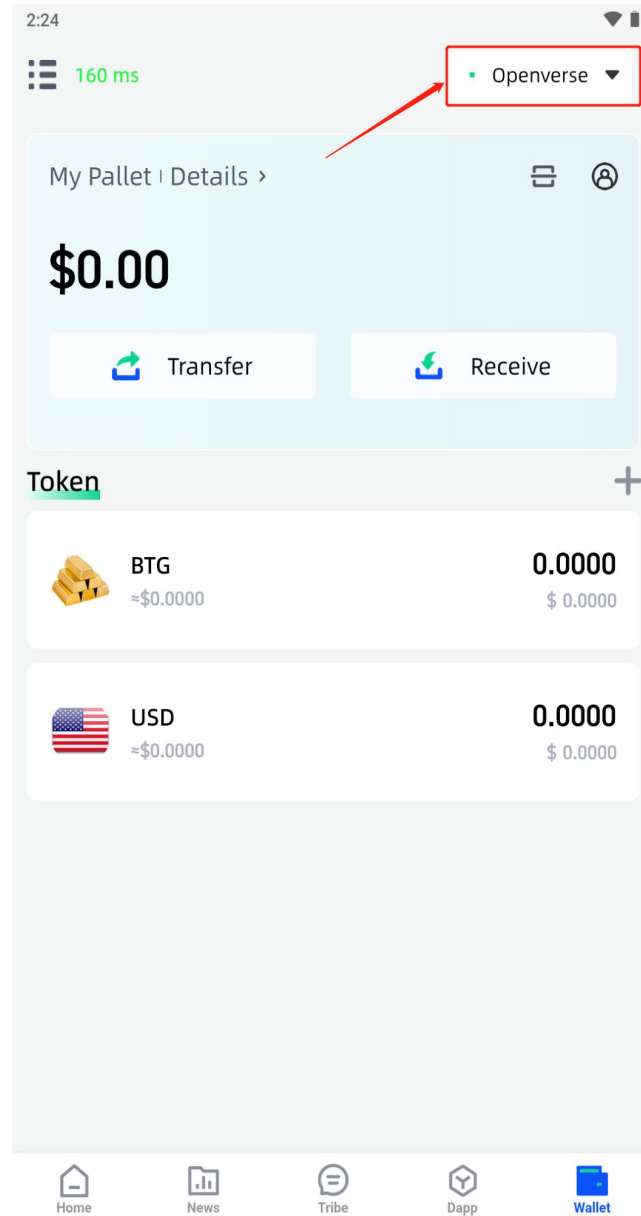 2:24
160 ms
Openverse
My Pallet | Details >
$0.00
Transfer
Receive
Token
BTG
0.0000
≈$0.0000
$ 0.0000
USD
0.0000
≈$0.0000
$ 0.0000
Home
News
Tribe
Dapp
Wallet